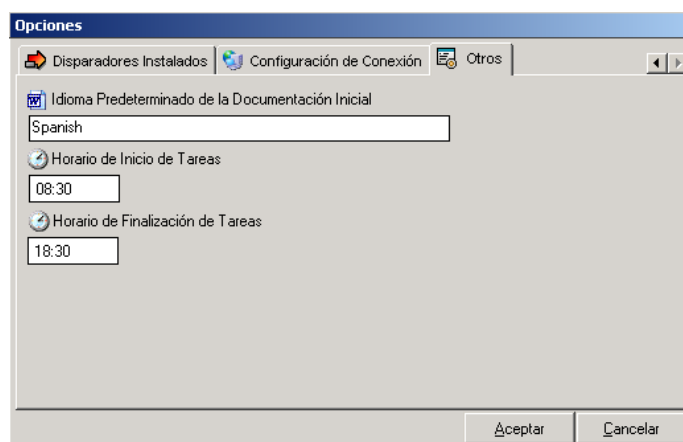 Opciones
Disparadores Instalados Configuración de Conexión Otros
Idioma Predeterminado de la Documentación Inicial
Spanish
Horario de Inicio de Tareas
08:30
Horario de Finalización de Tareas
18:30
Aceptar Cancelar